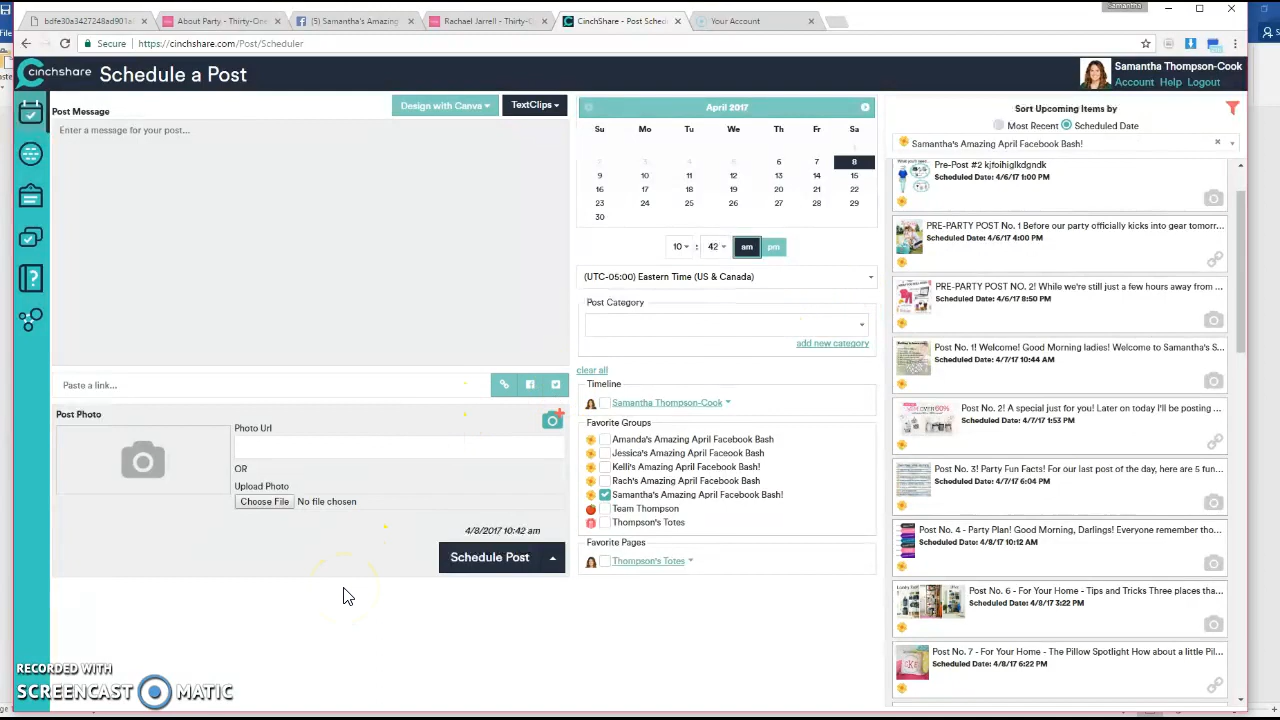 Samantha
bdfe30a3427248ad901a
About Party - Thirty-One
(5) Samantha's Amazing
Rachael Jarrell - Thirty-O
CinchShare - Post Sched
Your Account
Secure | https://cinchshare.com/Post/Scheduler
cinchshare Schedule a Post
Samantha Thompson-Cook
Account Help Logout
Post Message
Design with Canva
TextClips
Enter a message for your post...
Paste a link...
Post Photo
Photo Url
OR
Upload Photo
Choose File No file chosen
4/8/2017 10:42 am
Schedule Post
April 2017
Su Mo Tu We Th Fr Sa
1
2 3 4 5 6 7 8
9 10 11 12 13 14 15
16 17 18 19 20 21 22
23 24 25 26 27 28 29
30
10 : 42 am pm
(UTC-05:00) Eastern Time (US & Canada)
Post Category
add new category
clear all
Timeline
Samantha Thompson-Cook
Favorite Groups
Amanda's Amazing April Facebook Bash
Jessica's Amazing April Facebook Bash
Kelli's Amazing April Facebook Bash!
Rach's Amazing April Facebook Bash
Samantha's Amazing April Facebook Bash!
Team Thompson
Thompson's Totes
Favorite Pages
Thompson's Totes
Sort Upcoming Items by
Most Recent Scheduled Date
Samantha's Amazing April Facebook Bash!
Pre-Post #2 kjfoihiglkdgndk
Scheduled Date: 4/6/17 1:00 PM
PRE-PARTY POST No. 1 Before our party officially kicks into gear tomorr...
Scheduled Date: 4/6/17 4:00 PM
PRE-PARTY POST NO. 2! While we're still just a few hours away from ...
Scheduled Date: 4/6/17 8:50 PM
Post No. 1! Welcome! Good Morning ladies! Welcome to Samantha's S...
Scheduled Date: 4/7/17 10:44 AM
Post No. 2! A special just for you! Later on today I'll be posting ...
Scheduled Date: 4/7/17 1:53 PM
Post No. 3! Party Fun Facts! For our last post of the day, here are 5 fun...
Scheduled Date: 4/7/17 6:04 PM
Post No. 4 - Party Plan! Good Morning, Darlings! Everyone remember tho...
Scheduled Date: 4/8/17 10:12 AM
Post No. 6 - For Your Home - Tips and Tricks Three places tha...
Scheduled Date: 4/8/17 3:22 PM
Post No. 7 - For Your Home - The Pillow Spotlight How about a little Pil...
Scheduled Date: 4/8/17 6:22 PM
RECORDED WITH
SCREENCAST MATIC